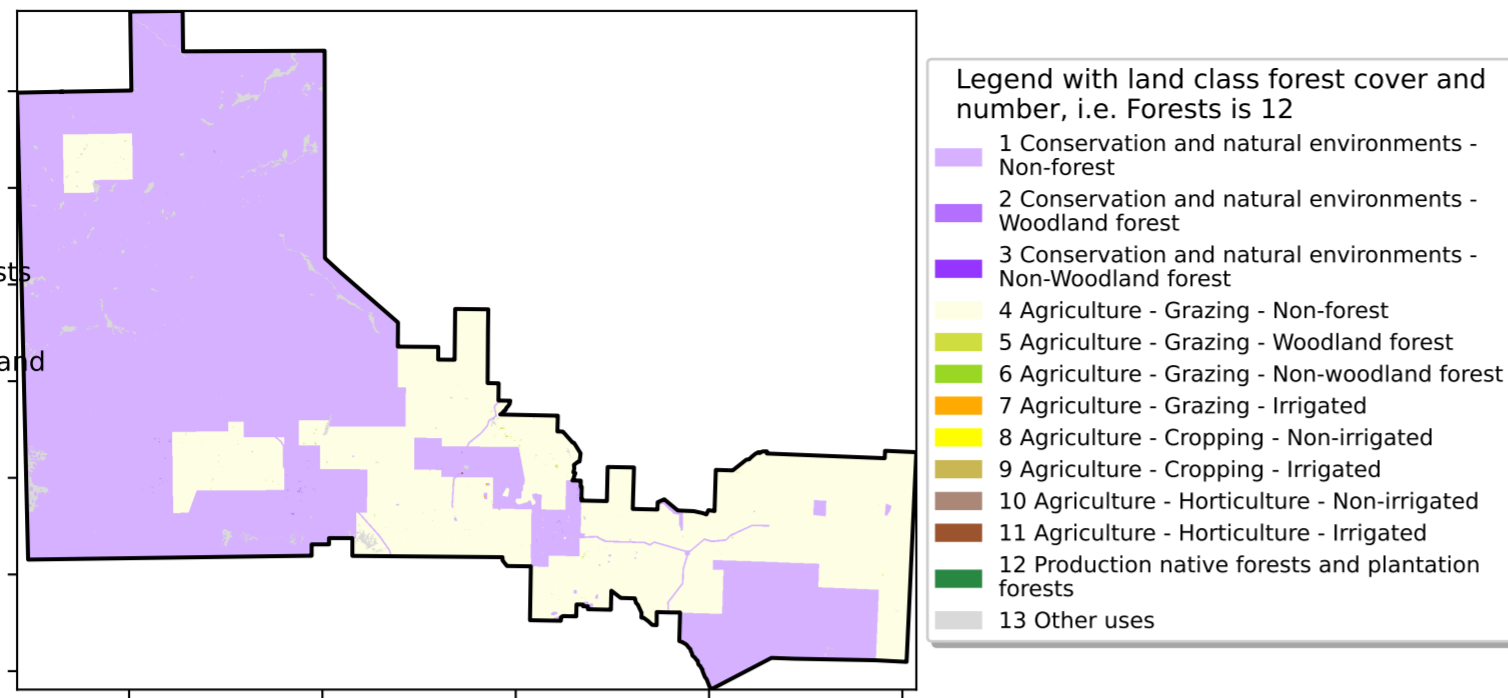 Legend with land class forest cover and
number, i.e. Forests is 12
1 Conservation and natural environments -
Non-forest
2 Conservation and natural environments -
Woodland forest
3 Conservation and natural environments -
Non-Woodland forest
4 Agriculture - Grazing - Non-forest
5 Agriculture - Grazing - Woodland forest
6 Agriculture - Grazing - Non-woodland forest
7 Agriculture - Grazing - Irrigated
8 Agriculture - Cropping - Non-irrigated
9 Agriculture - Cropping - Irrigated
10 Agriculture - Horticulture - Non-irrigated
11 Agriculture - Horticulture - Irrigated
12 Production native forests and plantation
forests
13 Other uses